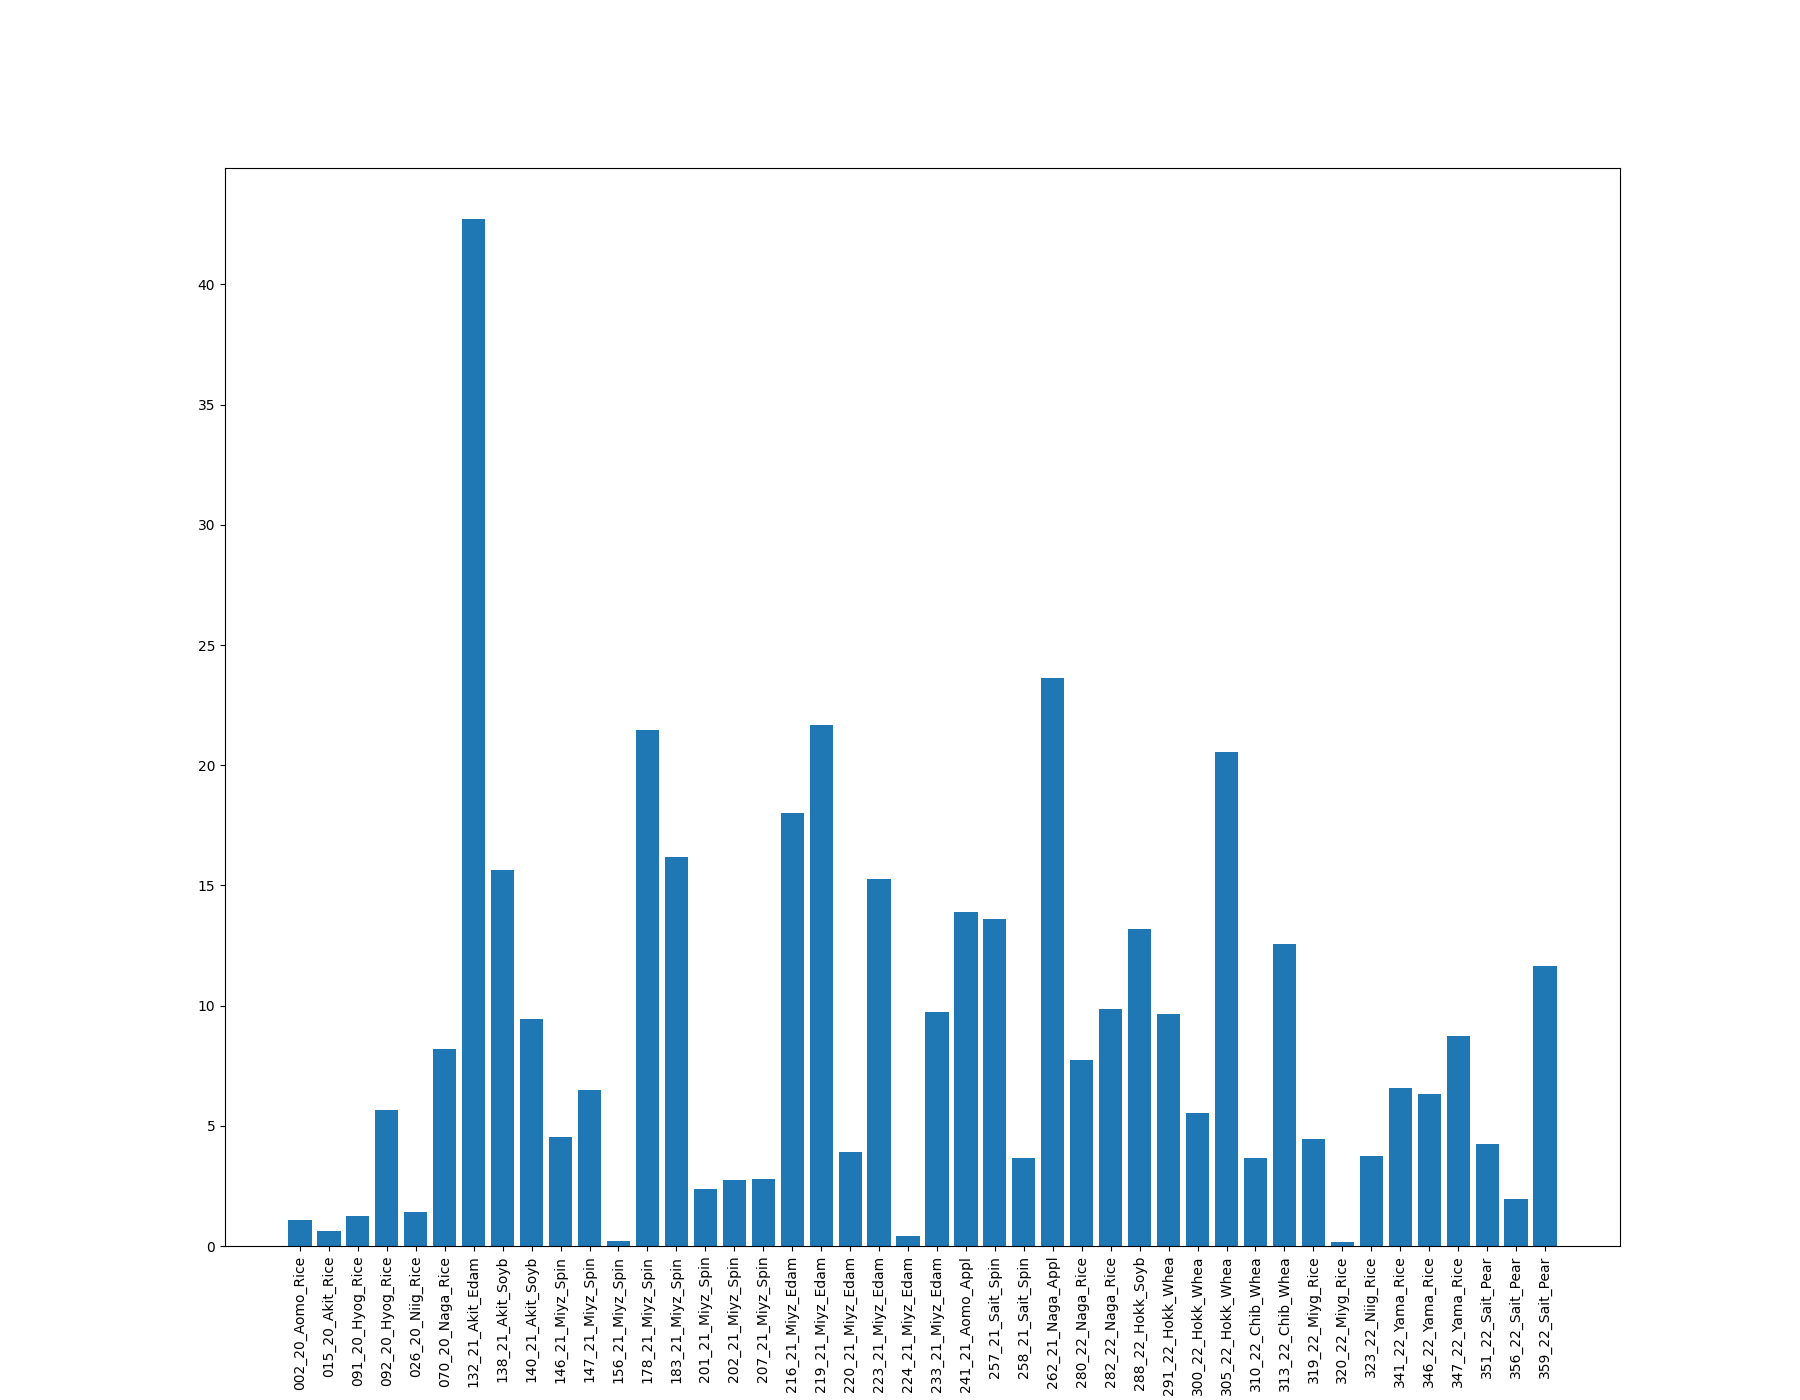 40
35
30
25
20
15
10
5
0
002_20_Aomo_Rice
015_20_Akit_Rice
091_20_Hyog_Rice
092_20_Hyog_Rice
026_20_Niig_Rice
070_20_Naga_Rice
132_21_Akit_Edam
138_21_Akit_Soyb
140_21_Akit_Soyb
146_21_Miyz_Spin
147_21_Miyz_Spin
156_21_Miyz_Spin
178_21_Miyz_Spin
183_21_Miyz_Spin
201_21_Miyz_Spin
202_21_Miyz_Spin
207_21_Miyz_Spin
216_21_Miyz_Edam
219_21_Miyz_Edam
220_21_Miyz_Edam
223_21_Miyz_Edam
224_21_Miyz_Edam
233_21_Miyz_Edam
241_21_Aomo_Appl
257_21_Sait_Spin
258_21_Sait_Spin
262_21_Naga_Appl
280_22_Naga_Rice
282_22_Naga_Rice
288_22_Hokk_Soyb
291_22_Hokk_Whea
300_22_Hokk_Whea
305_22_Hokk_Whea
310_22_Chib_Whea
313_22_Chib_Whea
319_22_Miyg_Rice
320_22_Miyg_Rice
323_22_Niig_Rice
341_22_Yama_Rice
346_22_Yama_Rice
347_22_Yama_Rice
351_22_Sait_Pear
356_22_Sait_Pear
359_22_Sait_Pear